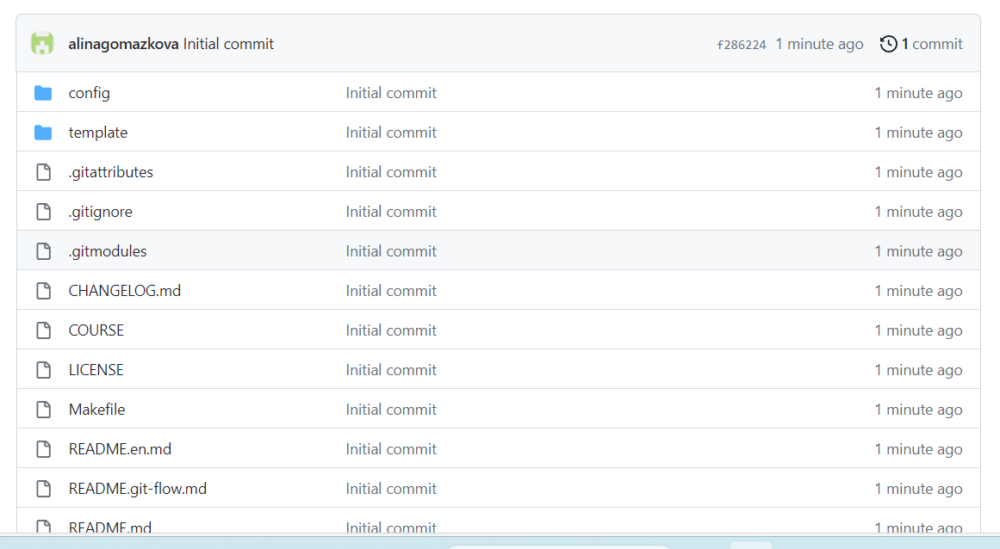 alinagomazkova Initial commit f286224 1 minute ago 1 commit
config Initial commit 1 minute ago
template Initial commit 1 minute ago
.gitattributes Initial commit 1 minute ago
.gitignore Initial commit 1 minute ago
.gitmodules Initial commit 1 minute ago
CHANGELOG.md Initial commit 1 minute ago
COURSE Initial commit 1 minute ago
LICENSE Initial commit 1 minute ago
Makefile Initial commit 1 minute ago
README.en.md Initial commit 1 minute ago
README.git-flow.md Initial commit 1 minute ago
README.md Initial commit 1 minute ago